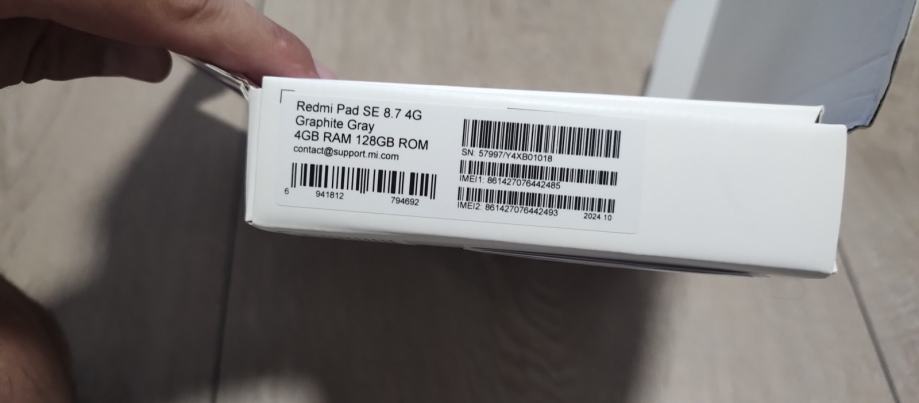 Redmi Pad SE 8.7 4G
Graphite Gray
4GB RAM 128GB ROM
contact@support.mi.com
6 941812 794692
SN: 57997/Y4XB01018
IMEI1: 861427076442485
IMEI2: 861427076442493
2024 10